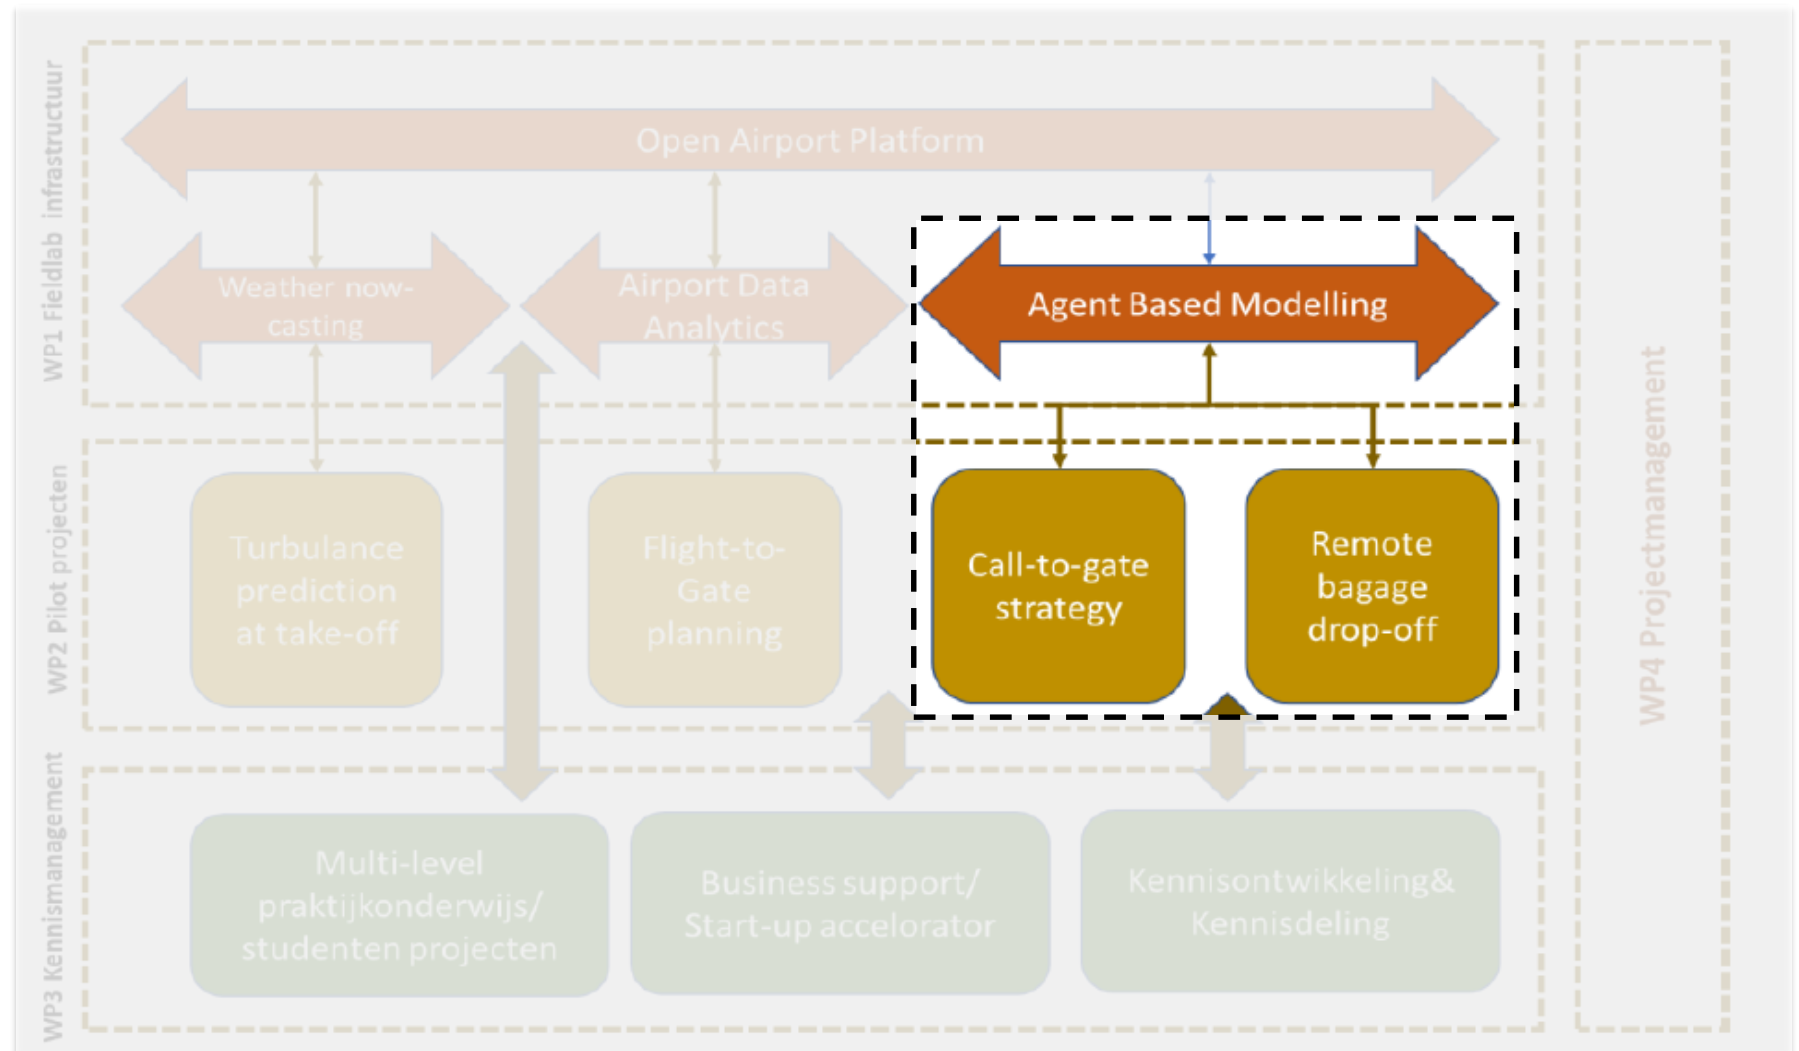 WP1 Fieldlab infrastructuur
Open Airport Platform
Weather now-
casting
Airport Data
Analytics
Agent Based Modelling
WP2 Pilot projecten
Turbulance
prediction
at take-off
Flight-to-
Gate
planning
Call-to-gate
strategy
Remote
bagage
drop-off
WP3 Kennismanagement
Multi-level
praktijkonderwijs/
studenten projecten
Business support/
Start-up accelorator
Kennisontwikkeling&
Kennisdeling
WP4 Projectmanagement